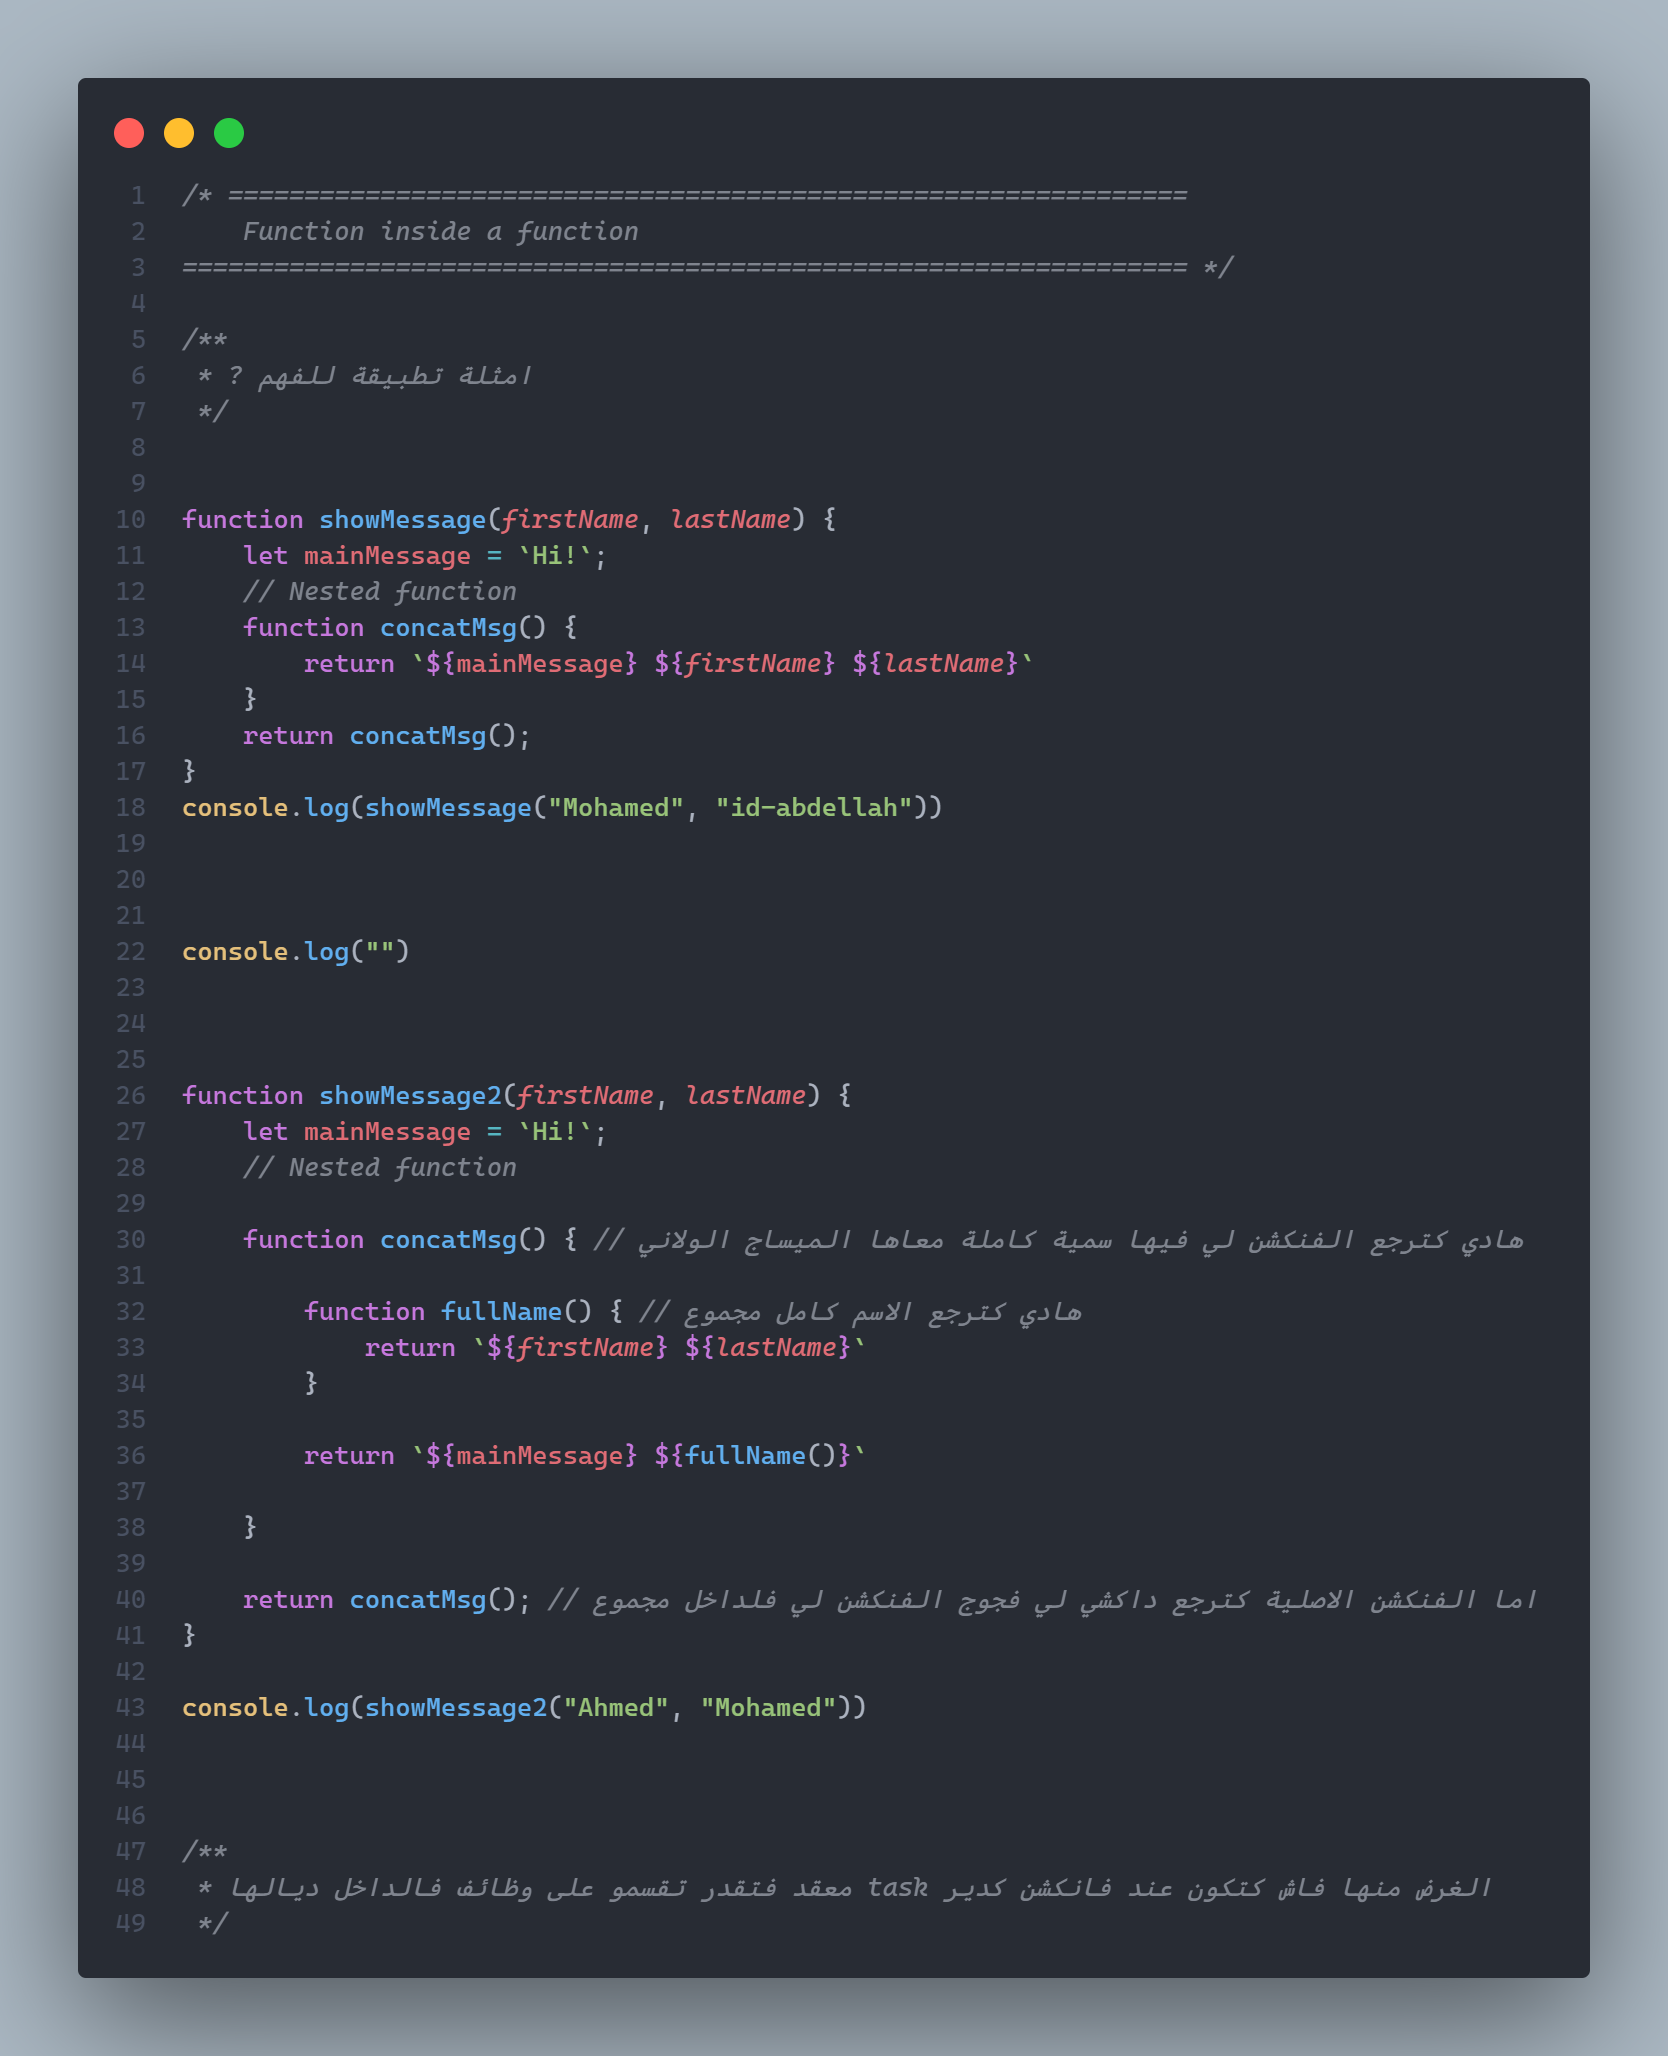 1 /* ===============================================================
2     Function inside a function
3 ================================================================== */
4
5 /**
6  * ? امثلة تطبيقة للفهم
7  */
8
9
10 function showMessage(firstName, lastName) {
11     let mainMessage = `Hi!`;
12     // Nested function
13     function concatMsg() {
14         return `${mainMessage} ${firstName} ${lastName}`
15     }
16     return concatMsg();
17 }
18 console.log(showMessage("Mohamed", "id-abdellah"))
19
20
21
22 console.log("")
23
24
25
26 function showMessage2(firstName, lastName) {
27     let mainMessage = `Hi!`;
28     // Nested function
29
30     function concatMsg() { // هادي كترجع الفنكشن لي فيها سمية كاملة معاها الميساج الولاني
31
32         function fullName() { // هادي كترجع الاسم كامل مجموع
33             return `${firstName} ${lastName}`
34         }
35
36         return `${mainMessage} ${fullName()}`
37
38     }
39
40     return concatMsg(); // اما الفنكشن الاصلية كترجع داكشي لي فجوج الفنكشن لي فلداخل مجموع
41 }
42
43 console.log(showMessage2("Ahmed", "Mohamed"))
44
45
46
47 /**
48  * الغرض منها فاش كتكون عند فانكشن كدير task معقد فتقدر تقسمو على وظائف فالداخل ديالها
49  */